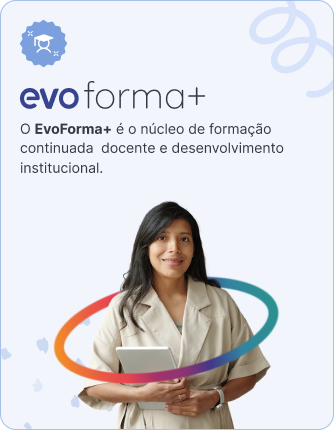 evoforma+
O EvoForma+ é o núcleo de formação
continuada docente e desenvolvimento
institucional.